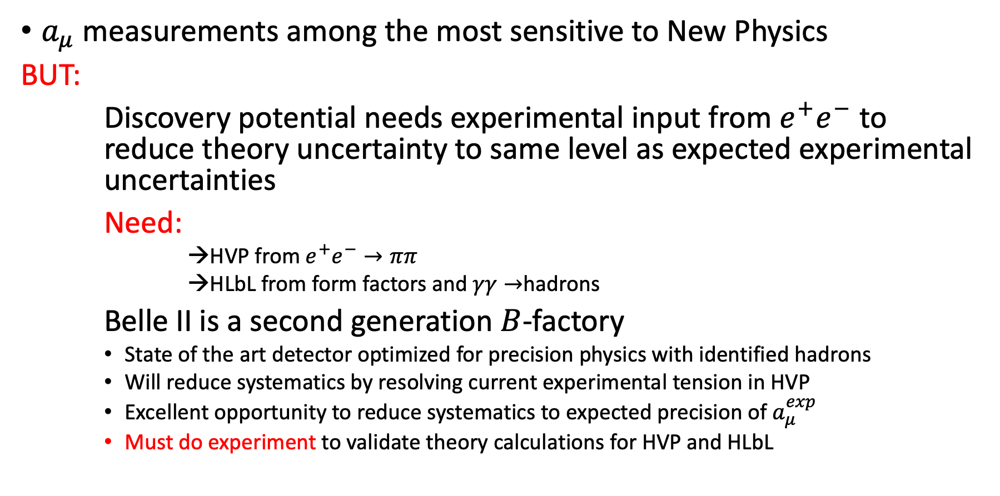 • $a_\mu$ measurements among the most sensitive to New Physics
BUT:
Discovery potential needs experimental input from $e^+e^-$ to
reduce theory uncertainty to same level as expected experimental
uncertainties
Need:
→HVP from $e^+e^- \to \pi\pi$
→HLbL from form factors and $\gamma\gamma$ →hadrons
Belle II is a second generation $B$-factory
• State of the art detector optimized for precision physics with identified hadrons
• Will reduce systematics by resolving current experimental tension in HVP
• Excellent opportunity to reduce systematics to expected precision of $a_\mu^{exp}$
• Must do experiment to validate theory calculations for HVP and HLbL